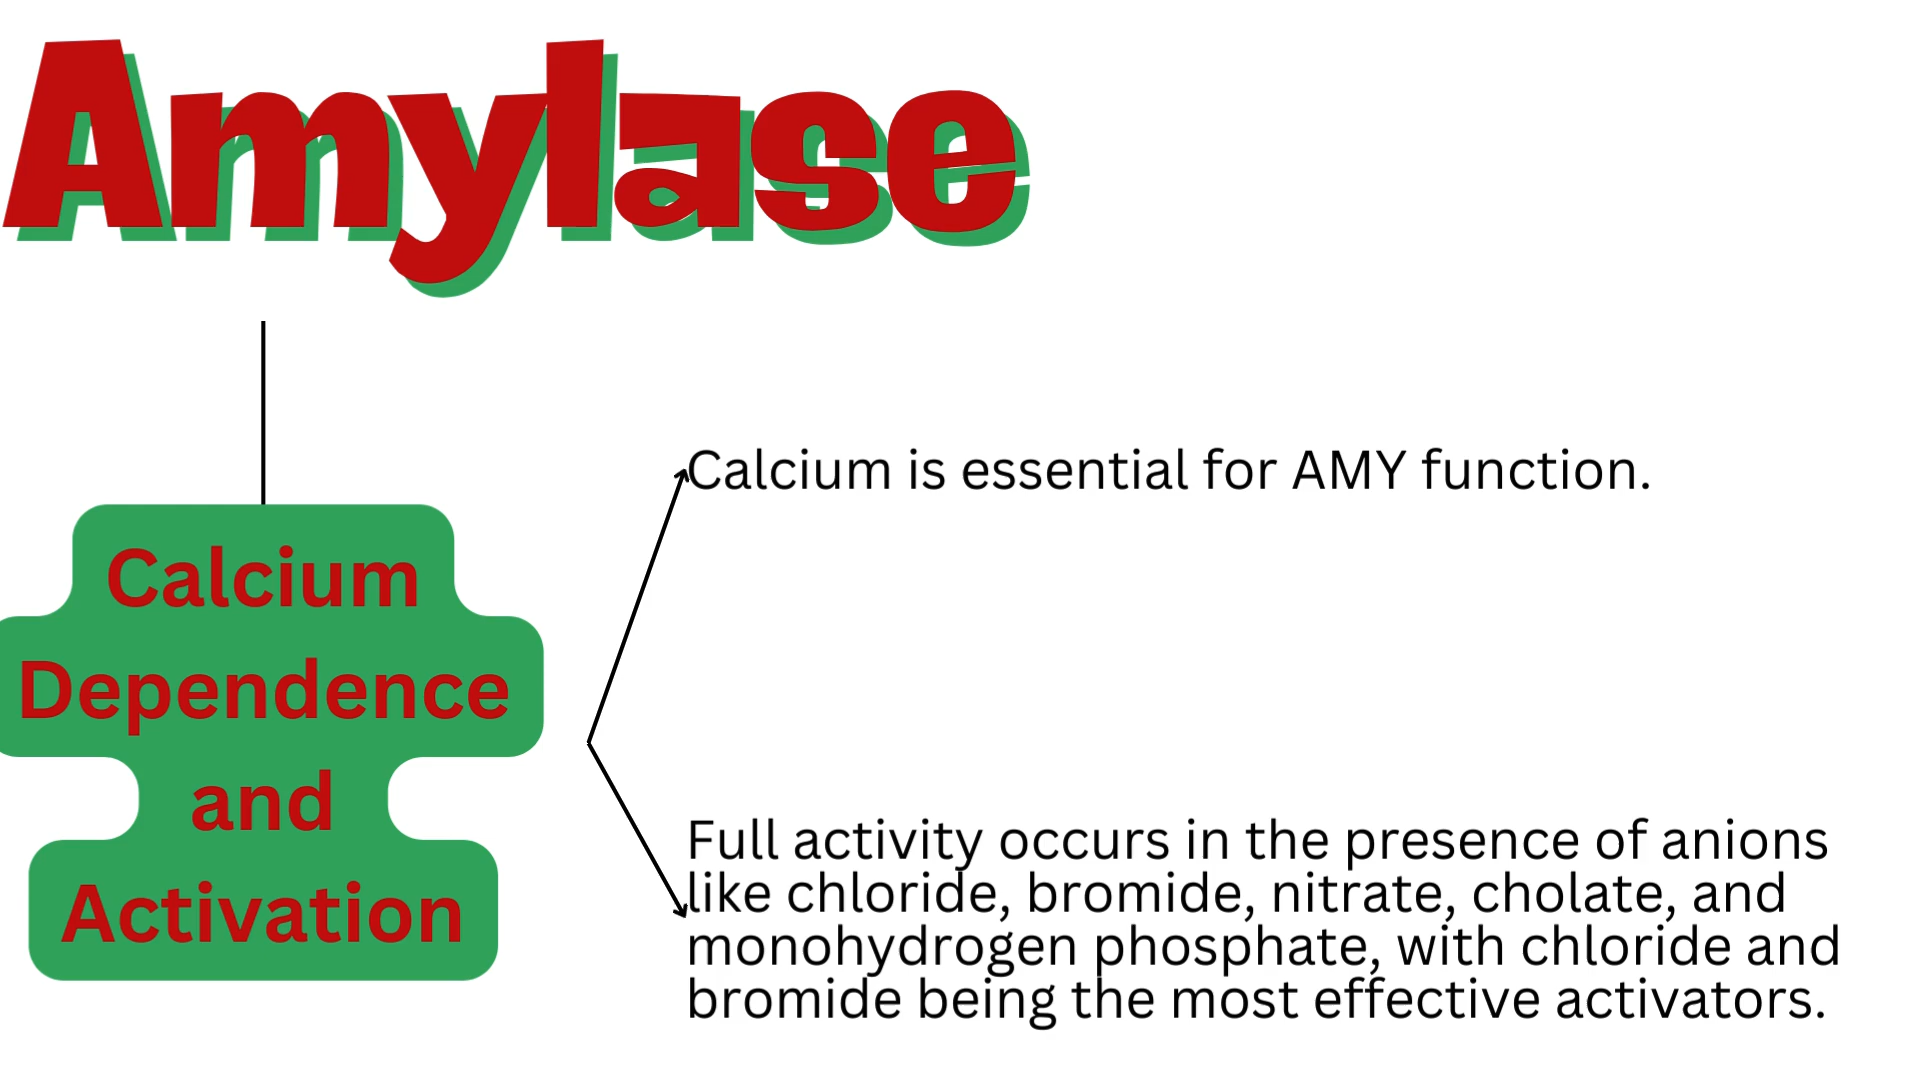 Amylase
Calcium is essential for AMY function.
Calcium
Dependence
and
Activation
Full activity occurs in the presence of anions
like chloride, bromide, nitrate, cholate, and
monohydrogen phosphate, with chloride and
bromide being the most effective activators.